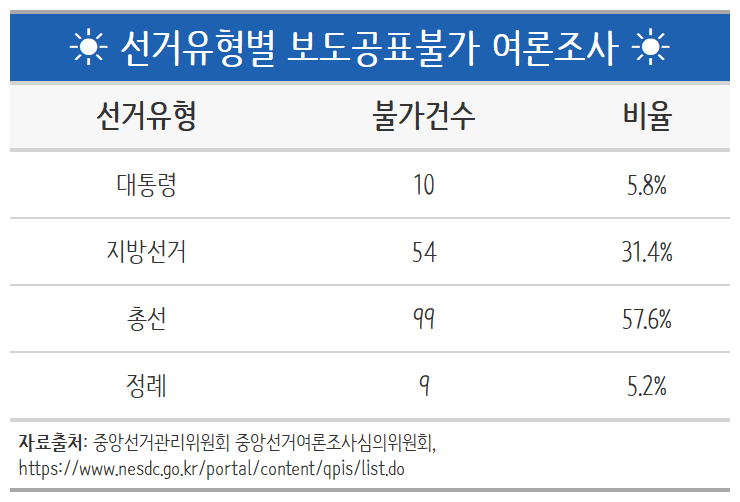 ☀ 선거유형별 보도공표불가 여론조사 ☀
선거유형 불가건수 비율
대통령 10 5.8%
지방선거 54 31.4%
총선 99 57.6%
정례 9 5.2%
자료출처: 중앙선거관리위원회 중앙선거여론조사심의위원회,
https://www.nesdc.go.kr/portal/content/qpis/list.do